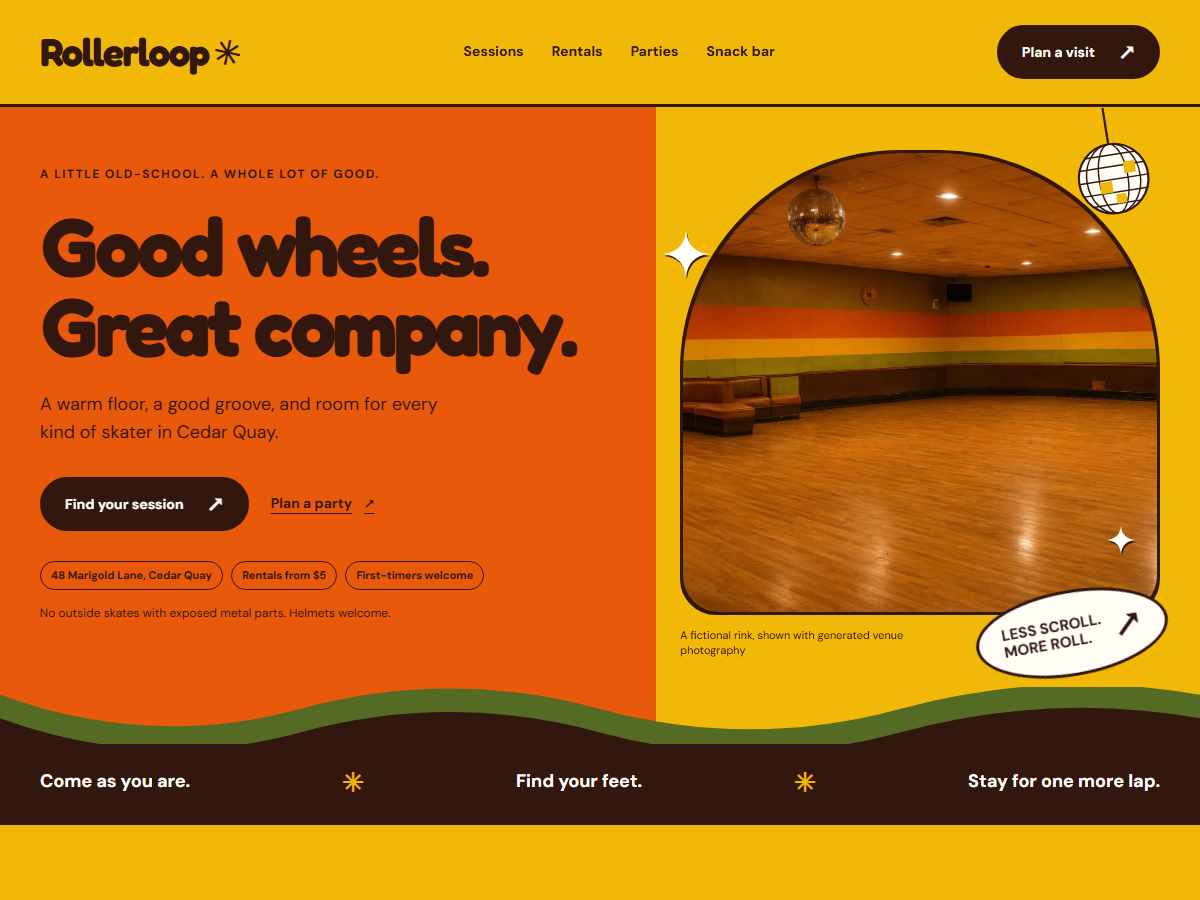 Rollerloop
Sessions
Rentals
Parties
Snack bar
Plan a visit ↗
A LITTLE OLD-SCHOOL. A WHOLE LOT OF GOOD.
Good wheels.
Great company.
A warm floor, a good groove, and room for every
kind of skater in Cedar Quay.
Find your session ↗
Plan a party ↗
48 Marigold Lane, Cedar Quay
Rentals from $5
First-timers welcome
No outside skates with exposed metal parts. Helmets welcome.
A fictional rink, shown with generated venue
photography
LESS SCROLL.
MORE ROLL.
Come as you are.
Find your feet.
Stay for one more lap.